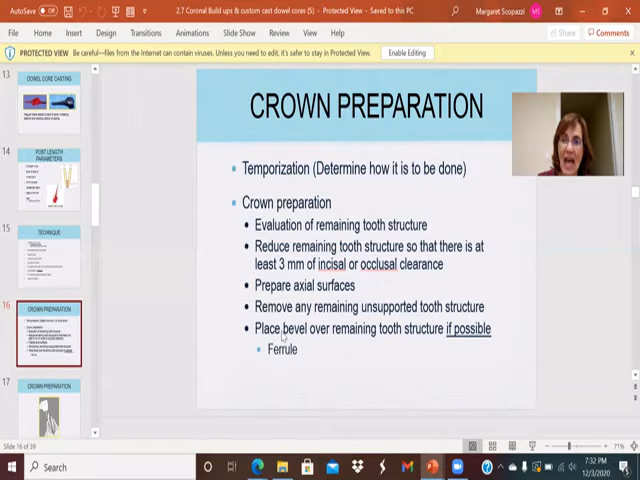 AutoSave Off
2.7 Coronal Build ups & custom cast dowel cores (5) - Protected View • Saved to this PC
Margaret Scopazzi MS
File Home Insert Draw Design Transitions Animations Slide Show Review View Help Share Comments
PROTECTED VIEW Be careful—files from the Internet can contain viruses. Unless you need to edit, it's safer to stay in Protected View. Enable Editing
13
DOWEL CORE CASTING
14
POST LENGTH
PARAMETERS
15
TECHNIQUE
16
CROWN PREPARATION
17
CROWN PREPARATION
CROWN PREPARATION
• Temporization (Determine how it is to be done)
• Crown preparation
• Evaluation of remaining tooth structure
• Reduce remaining tooth structure so that there is at
least 3 mm of incisal or occlusal clearance
• Prepare axial surfaces
• Remove any remaining unsupported tooth structure
• Place bevel over remaining tooth structure if possible
• Ferrule
Slide 16 of 39
71%
Search
7:32 PM
12/3/2020